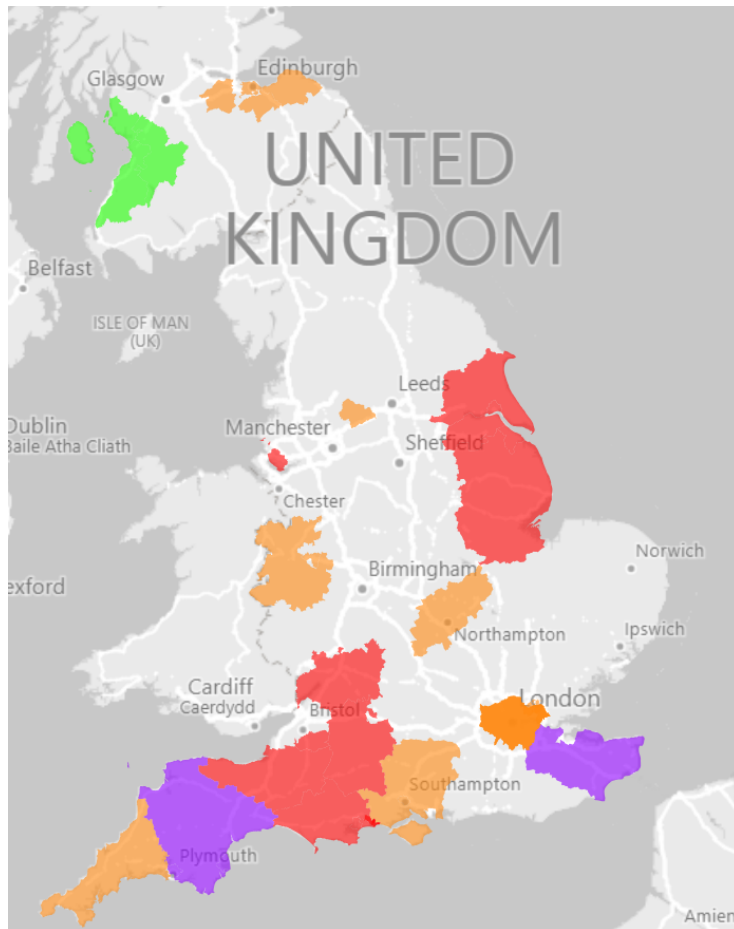 Glasgow
Edinburgh
UNITED
KINGDOM
Belfast
ISLE OF MAN
(UK)
Leeds
Dublin
Baile Atha Cliath
Manchester
Sheffield
Chester
Norwich
exford
Birmingham
Northampton
Ipswich
Cardiff
Caerdydd
London
Bristol
Southampton
Plymouth
Amien